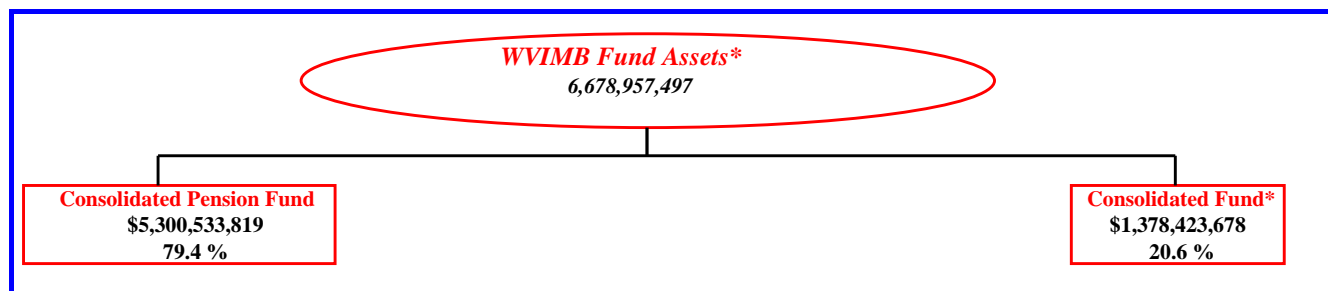 WVIMB Fund Assets*
6,678,957,497
Consolidated Pension Fund
$5,300,533,819
79.4 %
Consolidated Fund*
$1,378,423,678
20.6 %